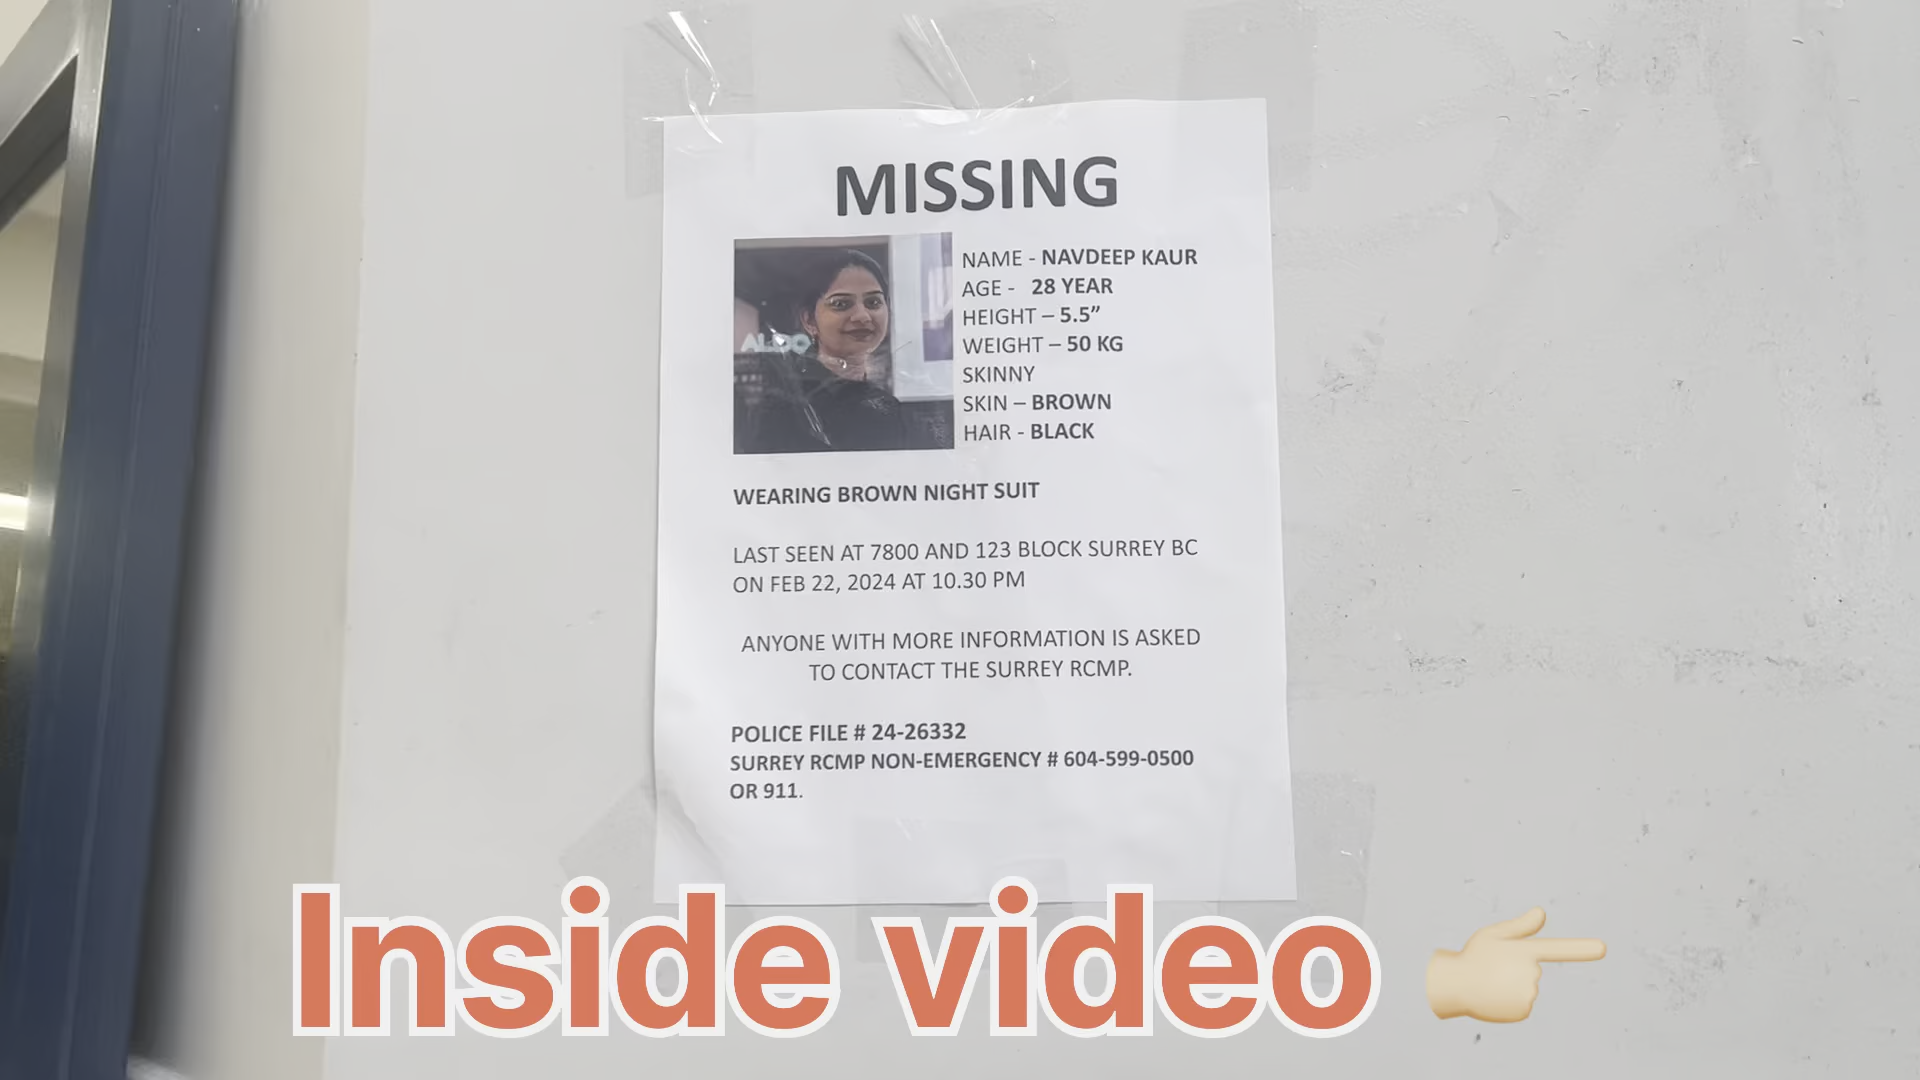 MISSING
ALDO
NAME - NAVDEEP KAUR
AGE - 28 YEAR
HEIGHT – 5.5”
WEIGHT – 50 KG
SKINNY
SKIN – BROWN
HAIR - BLACK
WEARING BROWN NIGHT SUIT
LAST SEEN AT 7800 AND 123 BLOCK SURREY BC
ON FEB 22, 2024 AT 10.30 PM
ANYONE WITH MORE INFORMATION IS ASKED
TO CONTACT THE SURREY RCMP.
POLICE FILE # 24-26332
SURREY RCMP NON-EMERGENCY # 604-599-0500
OR 911.
Inside video